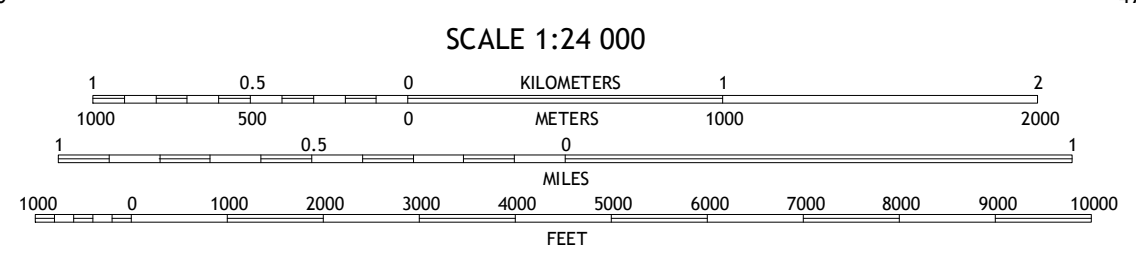 SCALE 1:24 000
1 0.5 0 KILOMETERS 1 2
1000 500 0 METERS 1000 2000
1 0.5 0 1
MILES
1000 0 1000 2000 3000 4000 5000 6000 7000 8000 9000 10000
FEET